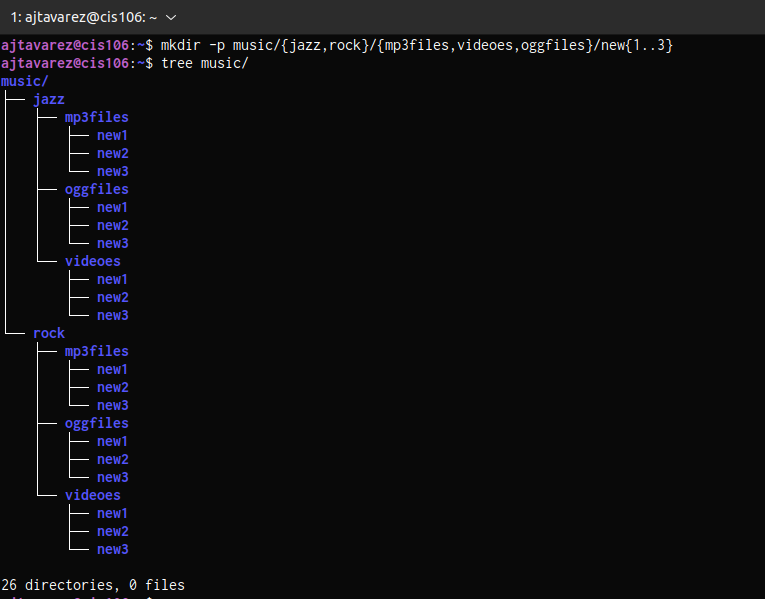 1: ajtavarez@cis106: ~
ajtavarez@cis106:~$ mkdir -p music/{jazz,rock}/{mp3files,videoes,oggfiles}/new{1..3}
ajtavarez@cis106:~$ tree music/
music/
├── jazz
│   ├── mp3files
│   │   ├── new1
│   │   ├── new2
│   │   └── new3
│   ├── oggfiles
│   │   ├── new1
│   │   ├── new2
│   │   └── new3
│   └── videoes
│       ├── new1
│       ├── new2
│       └── new3
└── rock
    ├── mp3files
    │   ├── new1
    │   ├── new2
    │   └── new3
    ├── oggfiles
    │   ├── new1
    │   ├── new2
    │   └── new3
    └── videoes
        ├── new1
        ├── new2
        └── new3
26 directories, 0 files